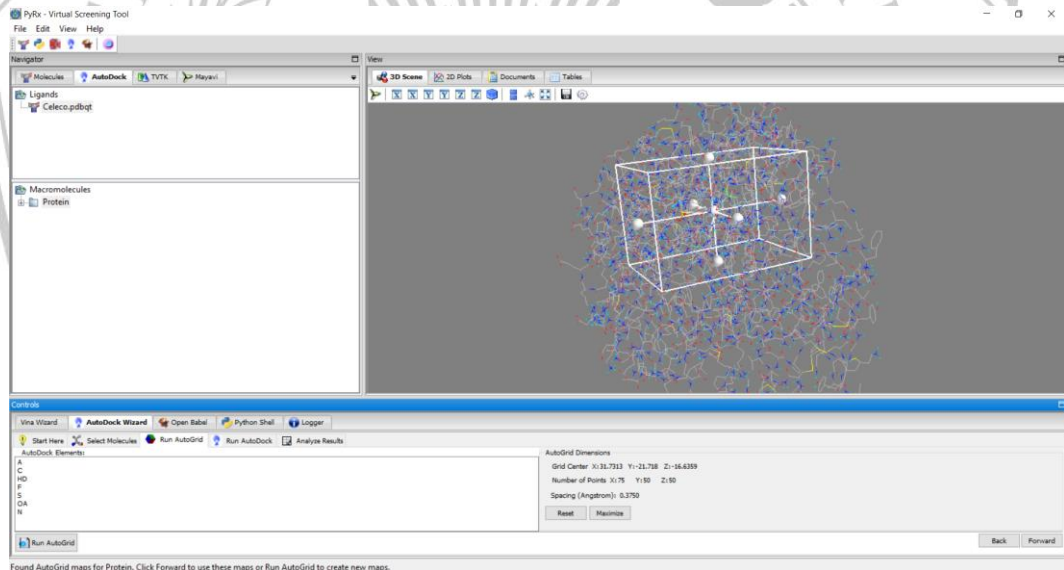 PyRx - Virtual Screening Tool
File Edit View Help
Navigator
View
Molecules AutoDock TVTK Mayavi
3D Scene 2D Plots Documents Tables
X X Y Y Z Z
Ligands
Celeco.pdbqt
Macromolecules
Protein
Controls
Vina Wizard AutoDock Wizard Open Babel Python Shell Logger
Start Here Select Molecules Run AutoGrid Run AutoDock Analyze Results
AutoDock Elements:
A
C
HD
F
S
OA
N
AutoGrid Dimensions
Grid Center X:31.7313 Y:-21.718 Z:-16.6359
Number of Points X:75 Y:50 Z:50
Spacing (Angstrom): 0.3750
Reset Maximize
Run AutoGrid
Back Forward
Found AutoGrid maps for Protein. Click Forward to use these maps or Run AutoGrid to create new maps.